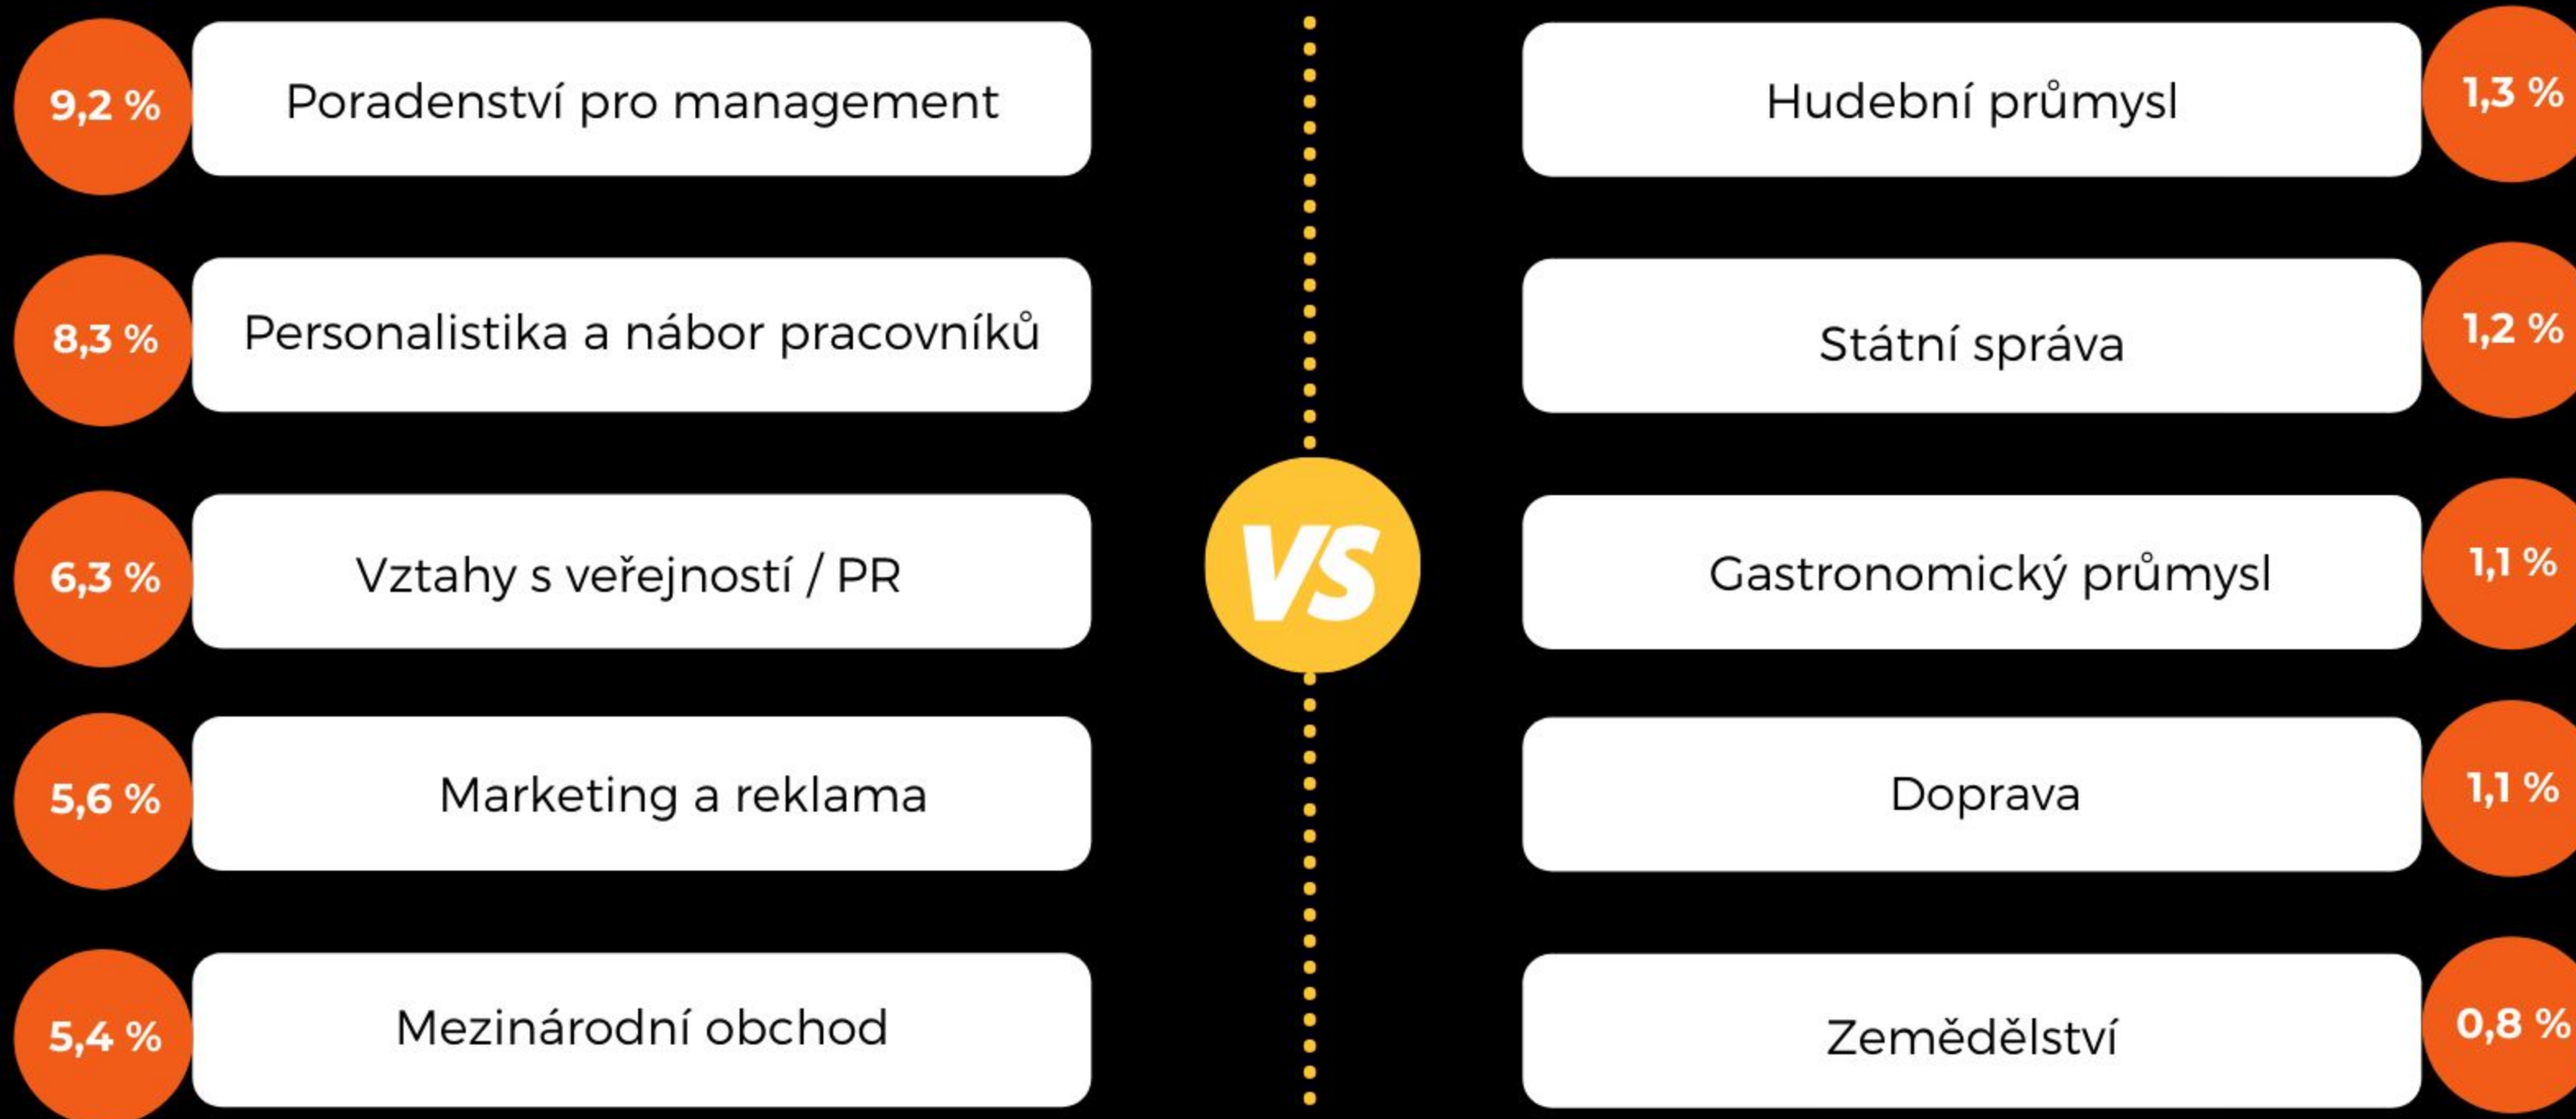 9,2 %
Poradenství pro management
8,3 %
Personalistika a nábor pracovníků
6,3 %
Vztahy s veřejností / PR
5,6 %
Marketing a reklama
5,4 %
Mezinárodní obchod
VS
Hudební průmysl
1,3 %
Státní správa
1,2 %
Gastronomický průmysl
1,1 %
Doprava
1,1 %
Zemědělství
0,8 %